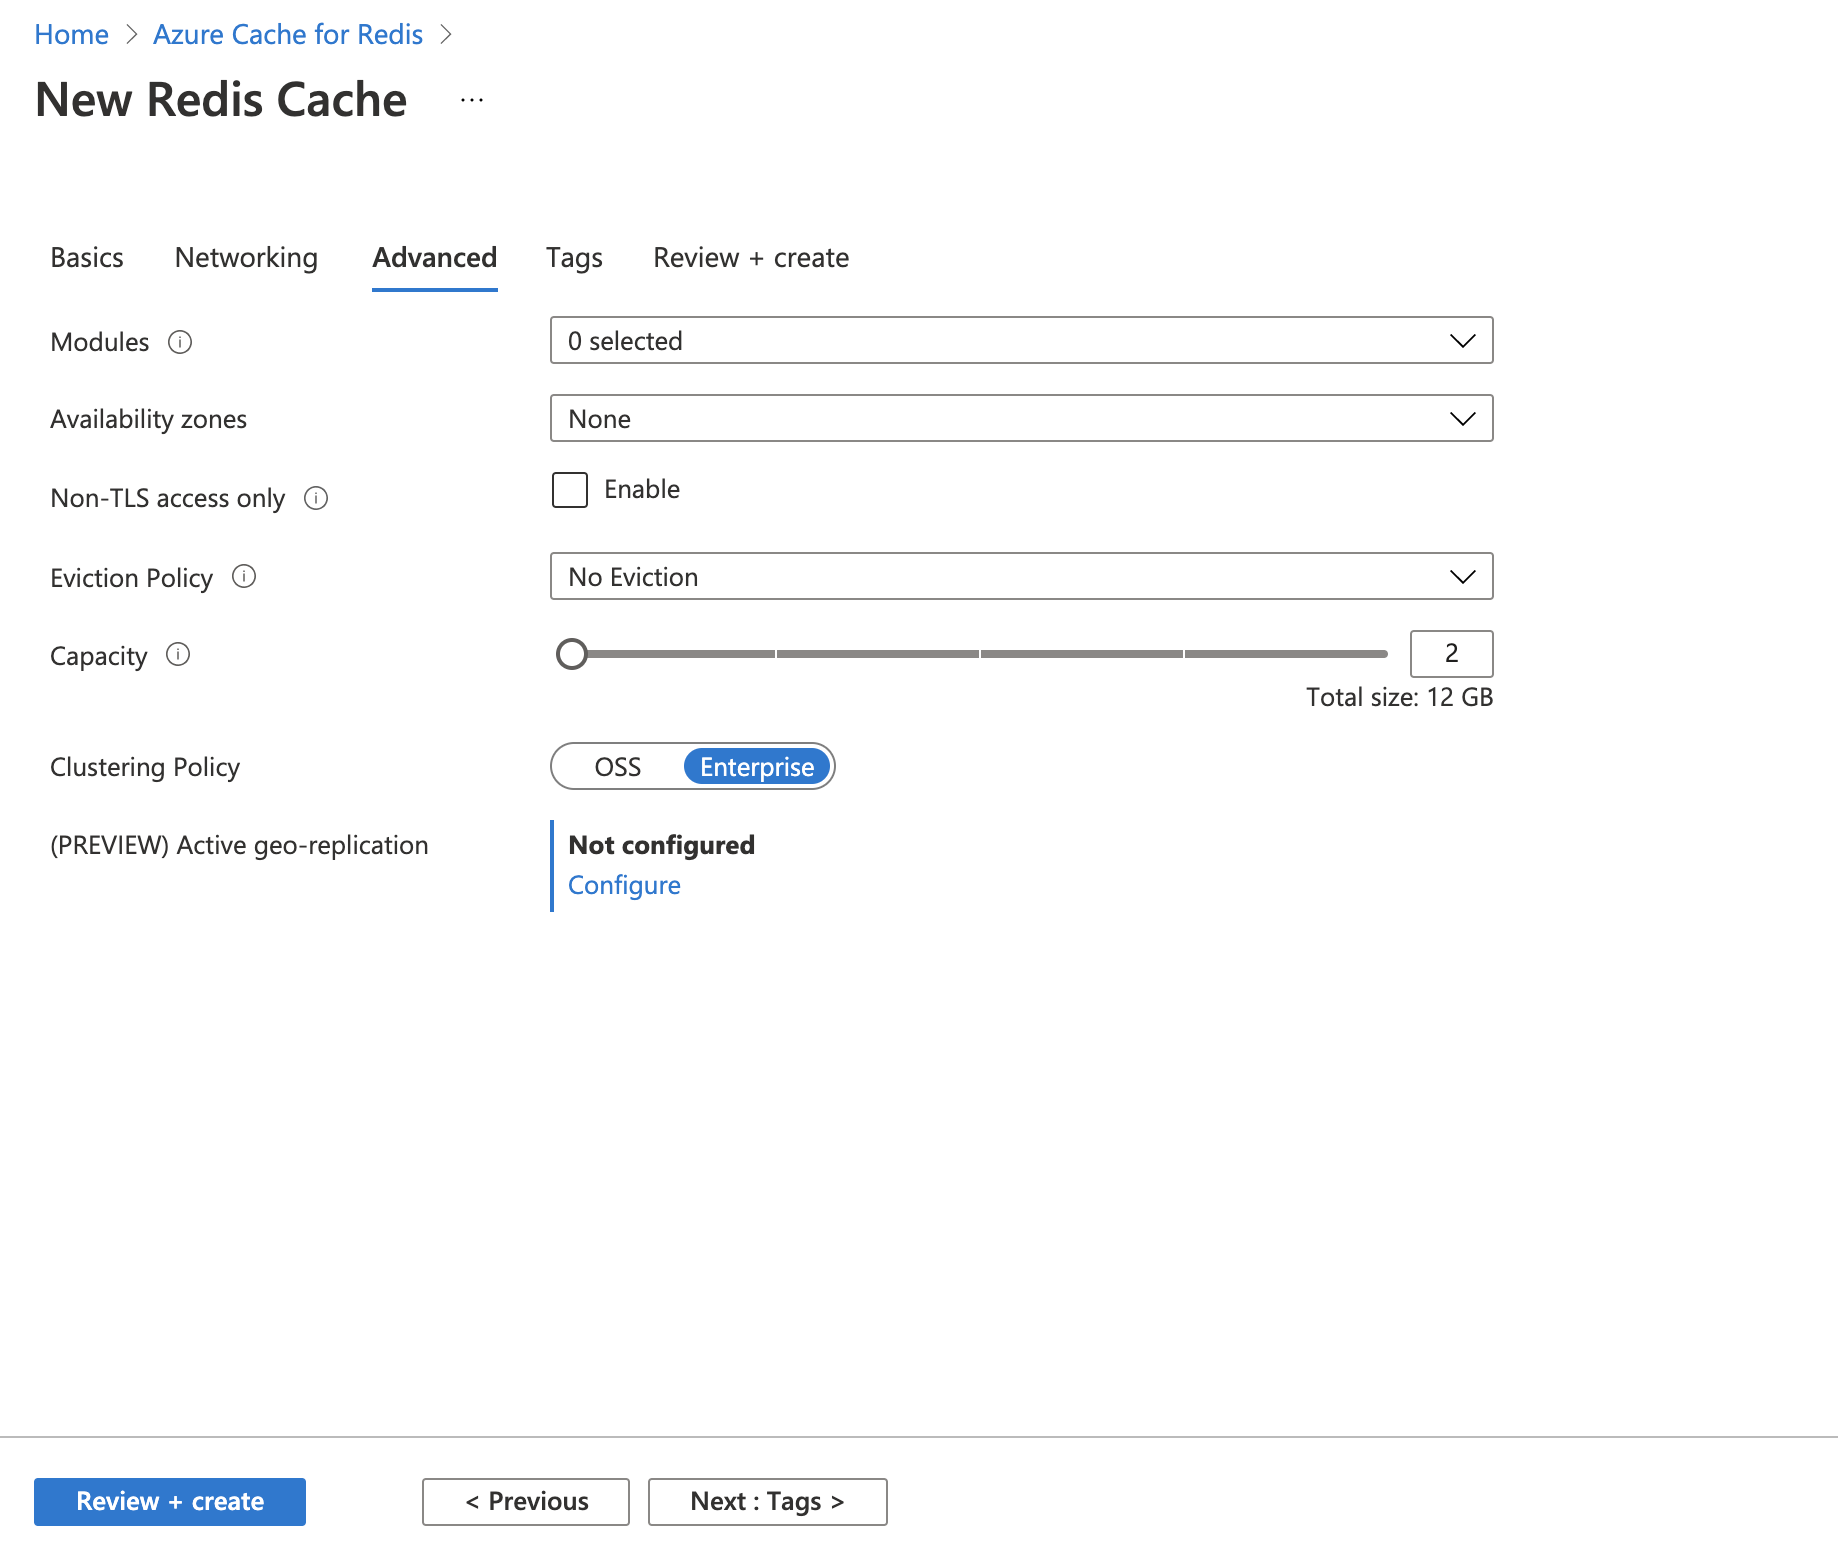 Home > Azure Cache for Redis >
New Redis Cache ...
Basics Networking Advanced Tags Review + create
Modules 0 selected
Availability zones None
Non-TLS access only Enable
Eviction Policy No Eviction
Capacity 2
Total size: 12 GB
Clustering Policy OSS Enterprise
(PREVIEW) Active geo-replication Not configured
Configure
Review + create < Previous Next : Tags >